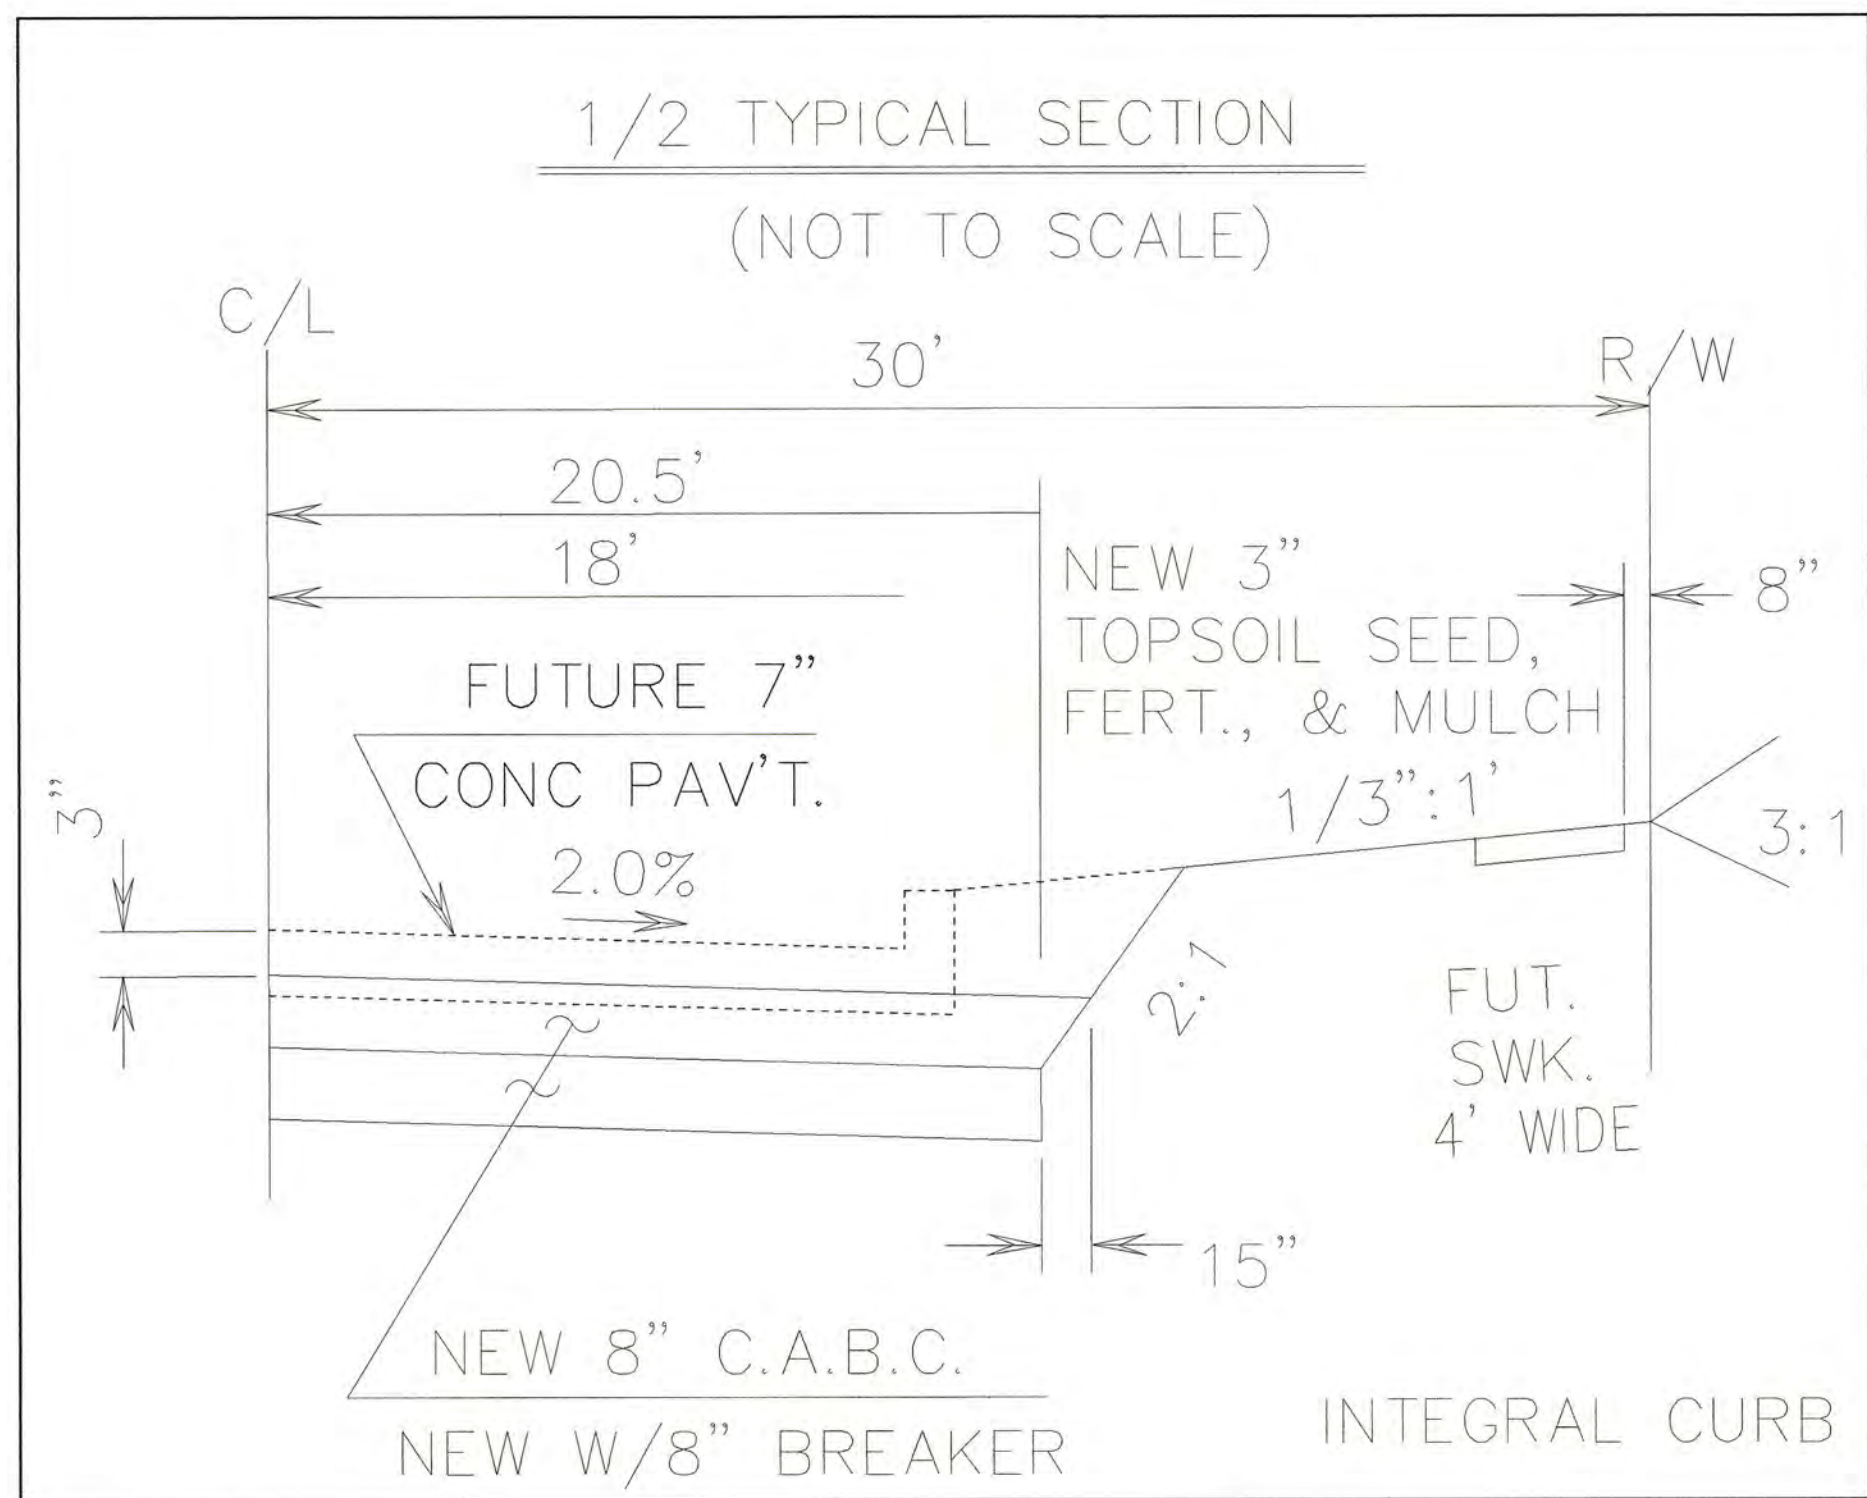 1/2 TYPICAL SECTION
(NOT TO SCALE)
C/L
30'
R/W
20.5'
18'
NEW 3"
TOPSOIL SEED,
FERT., & MULCH
8"
FUTURE 7"
CONC PAV'T.
3"
2.0%
1/3":1'
3:1
2:1
FUT.
SWK.
4' WIDE
15"
NEW 8" C.A.B.C.
NEW W/8" BREAKER
INTEGRAL CURB